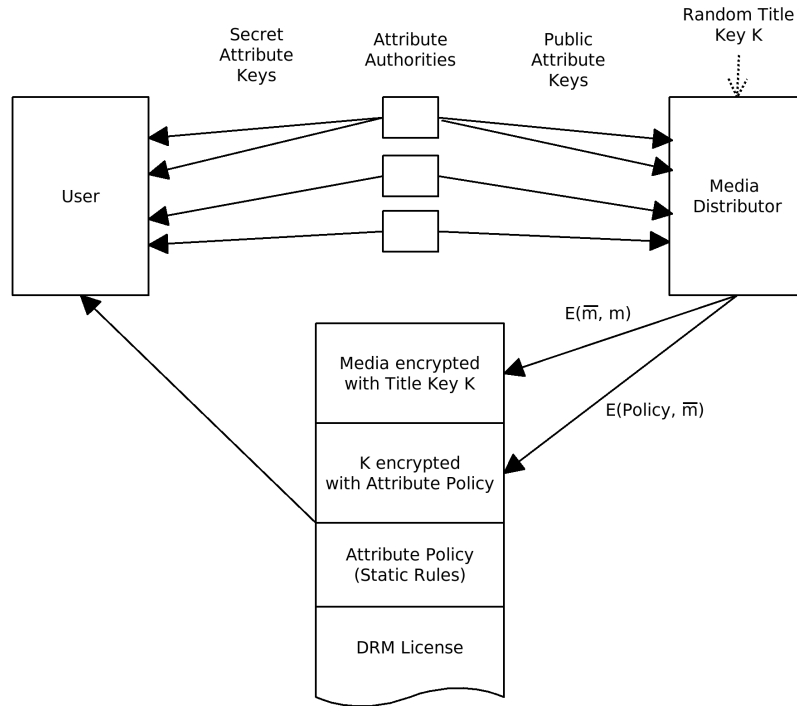 Random Title
Key K
Secret
Attribute
Keys
Attribute
Authorities
Public
Attribute
Keys
User
Media
Distributor
E(m̅, m)
Media encrypted
with Title Key K
E(Policy, m̅)
K encrypted
with Attribute Policy
Attribute Policy
(Static Rules)
DRM License